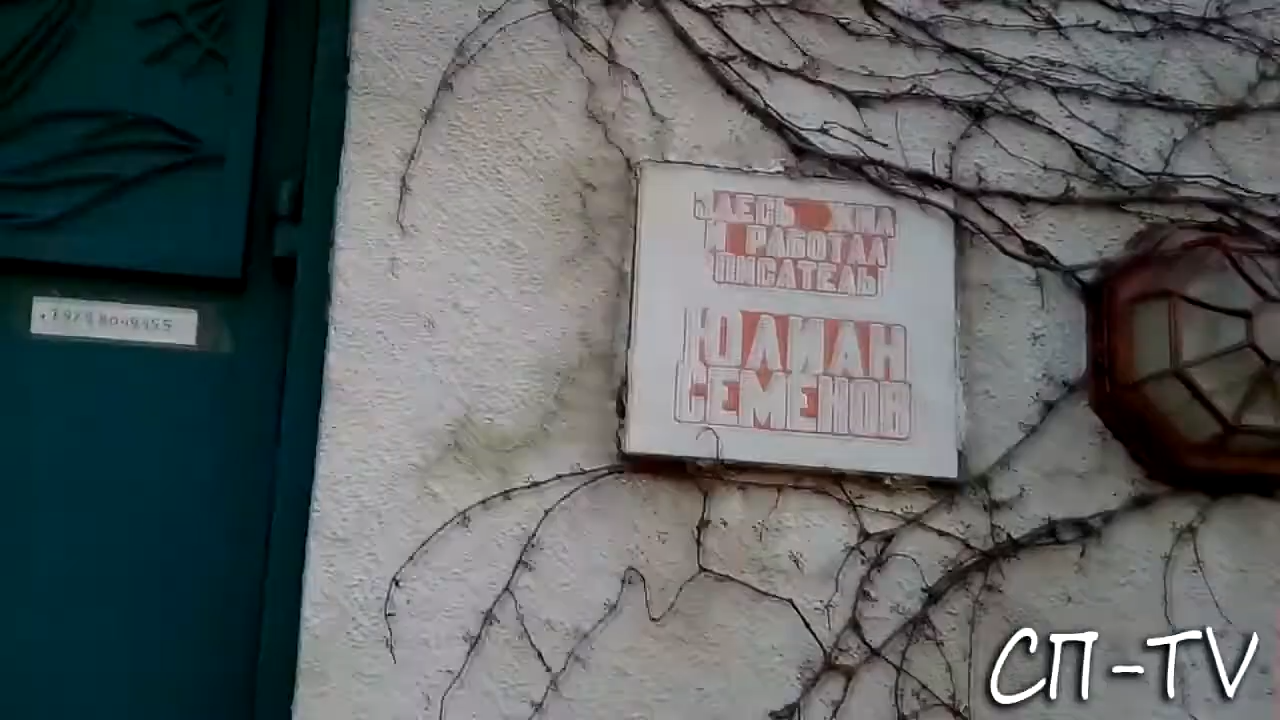 ЗДЕСЬ ЖИЛ
И РАБОТАЛ
ПИСАТЕЛЬ
ЮЛИАН
СЕМЕНОВ
СП-TV